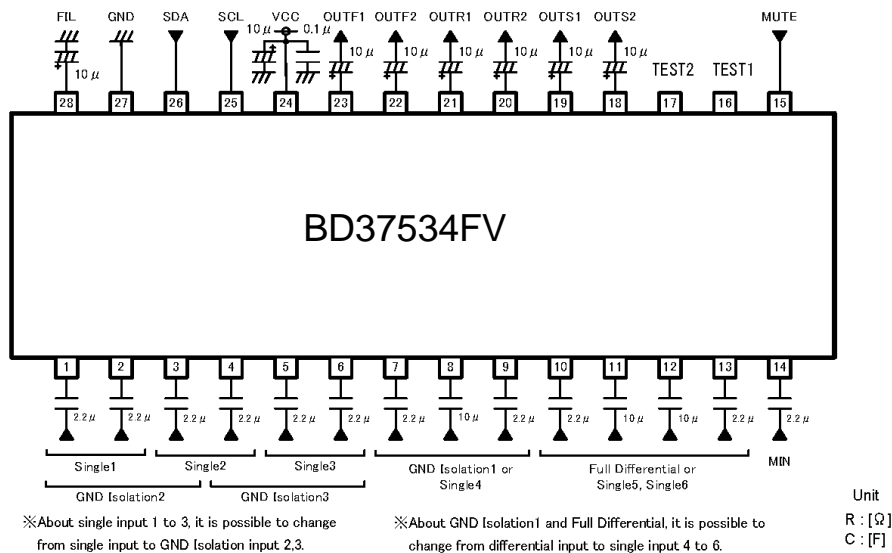 FIL GND SDA SCL VCC OUTF1 OUTF2 OUTR1 OUTR2 OUTS1 OUTS2 MUTE
10μ 0.1μ
10μ 10μ 10μ 10μ 10μ 10μ
10μ
TEST2 TEST1
28 27 26 25 24 23 22 21 20 19 18 17 16 15
BD37534FV
1 2 3 4 5 6 7 8 9 10 11 12 13 14
2.2μ 2.2μ 2.2μ 2.2μ 2.2μ 2.2μ 2.2μ 10μ 2.2μ 2.2μ 10μ 10μ 2.2μ 2.2μ
Single1 Single2 Single3 GND Isolation1 or Full Differential or MIN
Single4 Single5, Single6
GND Isolation2 GND Isolation3
※About single input 1 to 3, it is possible to change
from single input to GND Isolation input 2,3.
※About GND Isolation1 and Full Differential, it is possible to
change from differential input to single input 4 to 6.
Unit
R : [Ω]
C : [F]